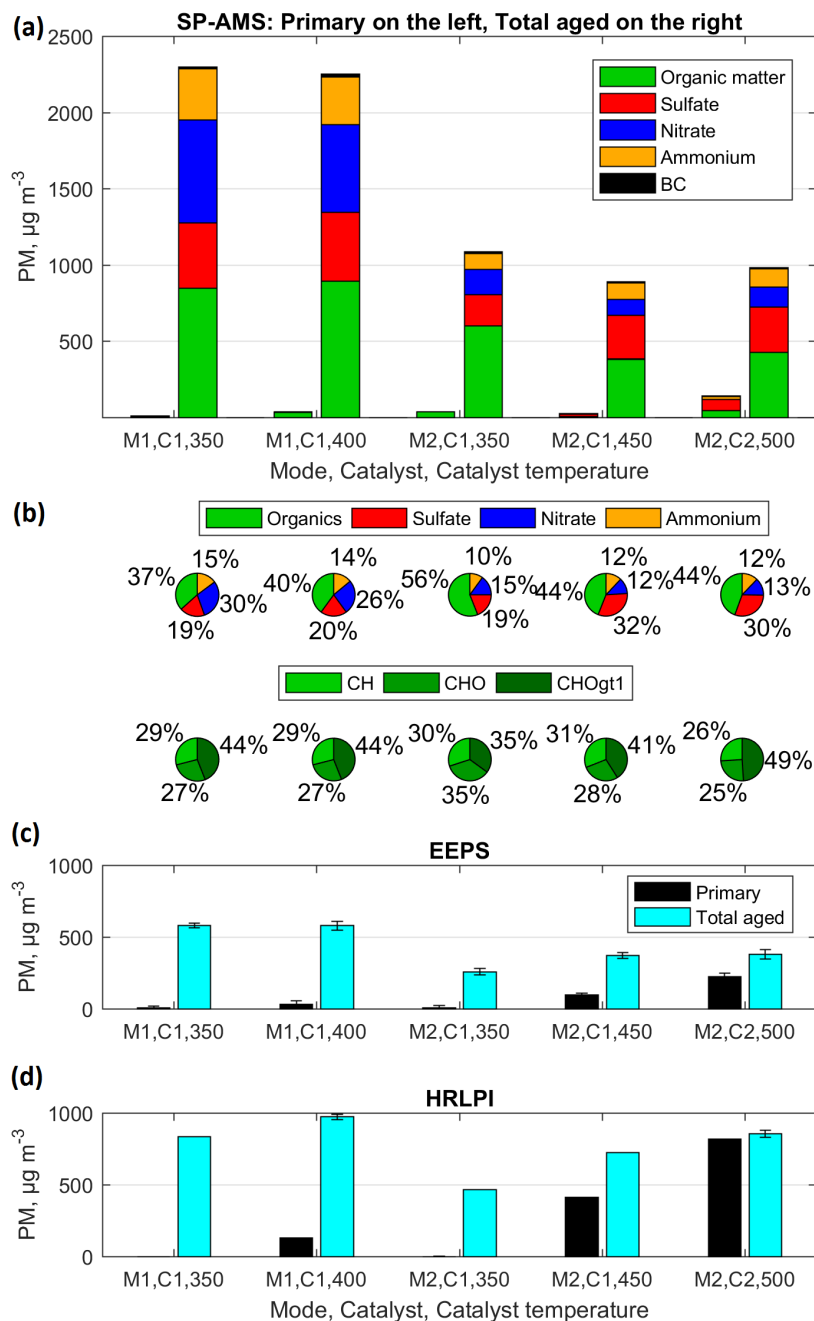 (a)
SP-AMS: Primary on the left, Total aged on the right
2500
2000
1500
1000
500
PM, µg m⁻³
Organic matter
Sulfate
Nitrate
Ammonium
BC
M1,C1,350 M1,C1,400 M2,C1,350 M2,C1,450 M2,C2,500
Mode, Catalyst, Catalyst temperature
(b)
Organics Sulfate Nitrate Ammonium
37% 15% 30% 19%
40% 14% 26% 20%
56% 10% 15% 19%
44% 12% 12% 32%
44% 12% 13% 30%
CH CHO CHOgt1
29% 44% 27%
29% 44% 27%
30% 35% 35%
31% 41% 28%
26% 49% 25%
(c)
EEPS
1000
500
0
PM, µg m⁻³
Primary
Total aged
M1,C1,350 M1,C1,400 M2,C1,350 M2,C1,450 M2,C2,500
(d)
HRLPI
1000
500
0
PM, µg m⁻³
M1,C1,350 M1,C1,400 M2,C1,350 M2,C1,450 M2,C2,500
Mode, Catalyst, Catalyst temperature